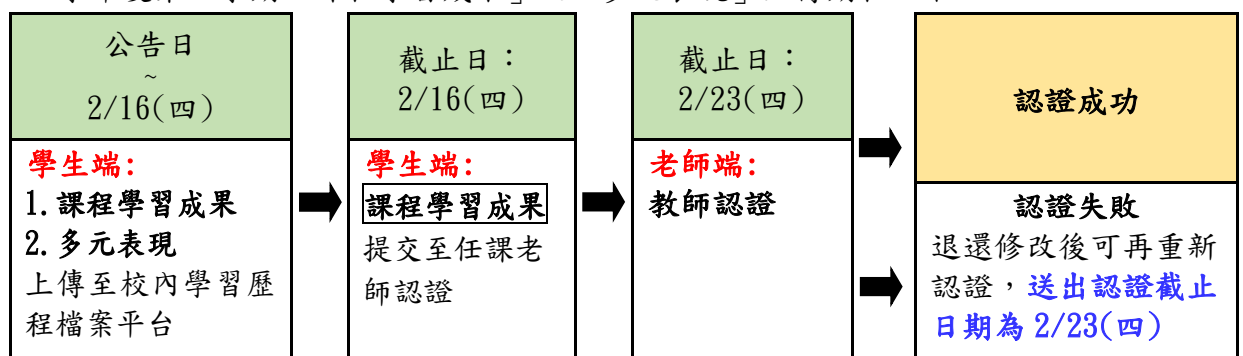 公告日
~
2/16(四)
學生端:
1.課程學習成果
2.多元表現
上傳至校內學習歷
程檔案平台
截止日：
2/16(四)
學生端:
課程學習成果
提交至任課老
師認證
截止日：
2/23(四)
老師端:
教師認證
認證成功
認證失敗
退還修改後可再重新
認證，送出認證截止
日期為 2/23(四)